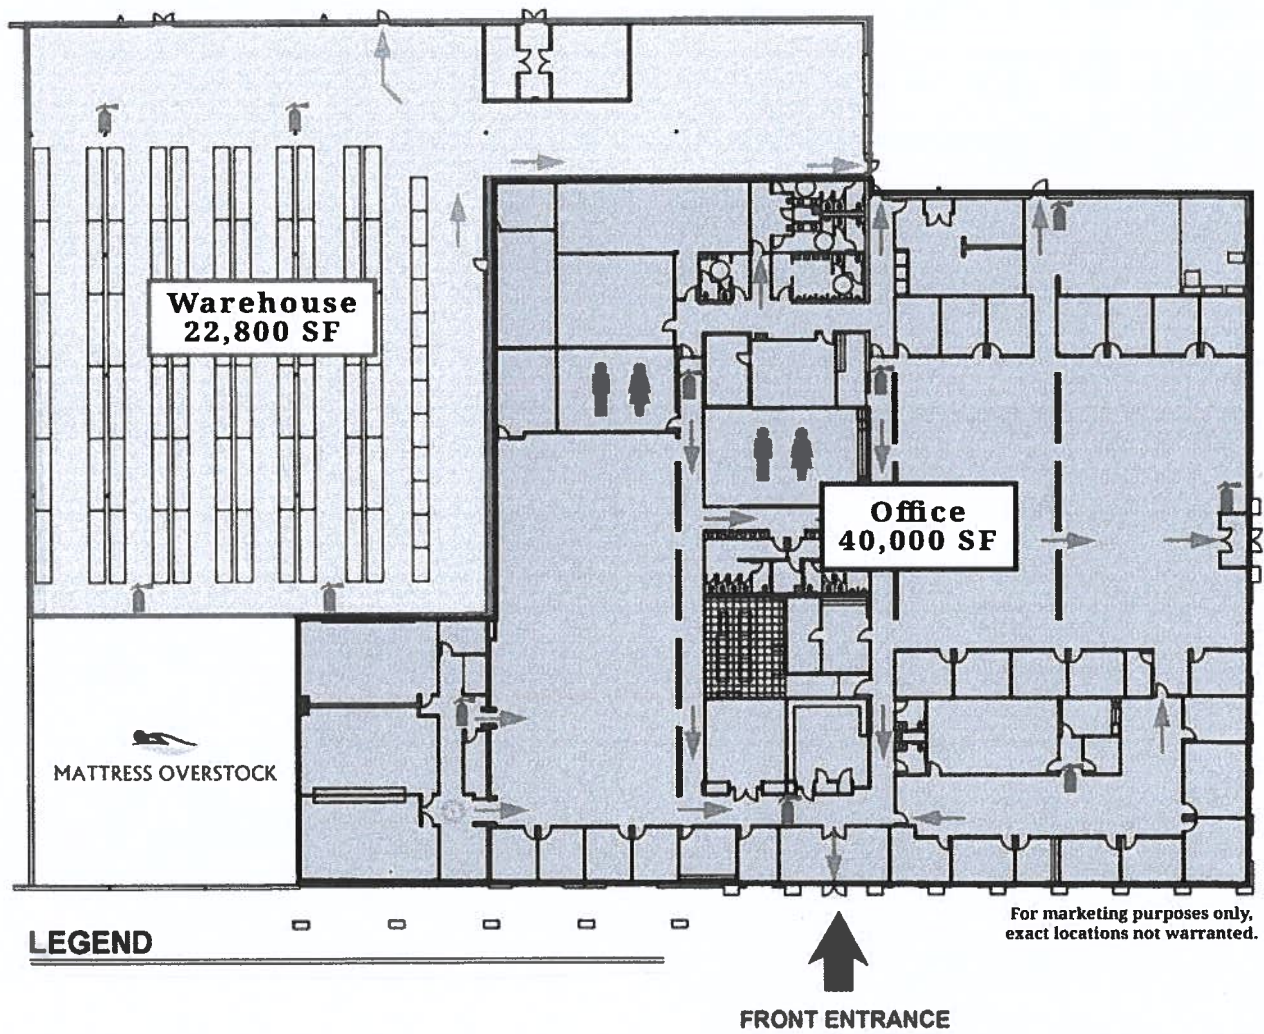 Warehouse
22,800 SF
Office
40,000 SF
MATTRESS OVERSTOCK
For marketing purposes only,
exact locations not warranted.
LEGEND
FRONT ENTRANCE